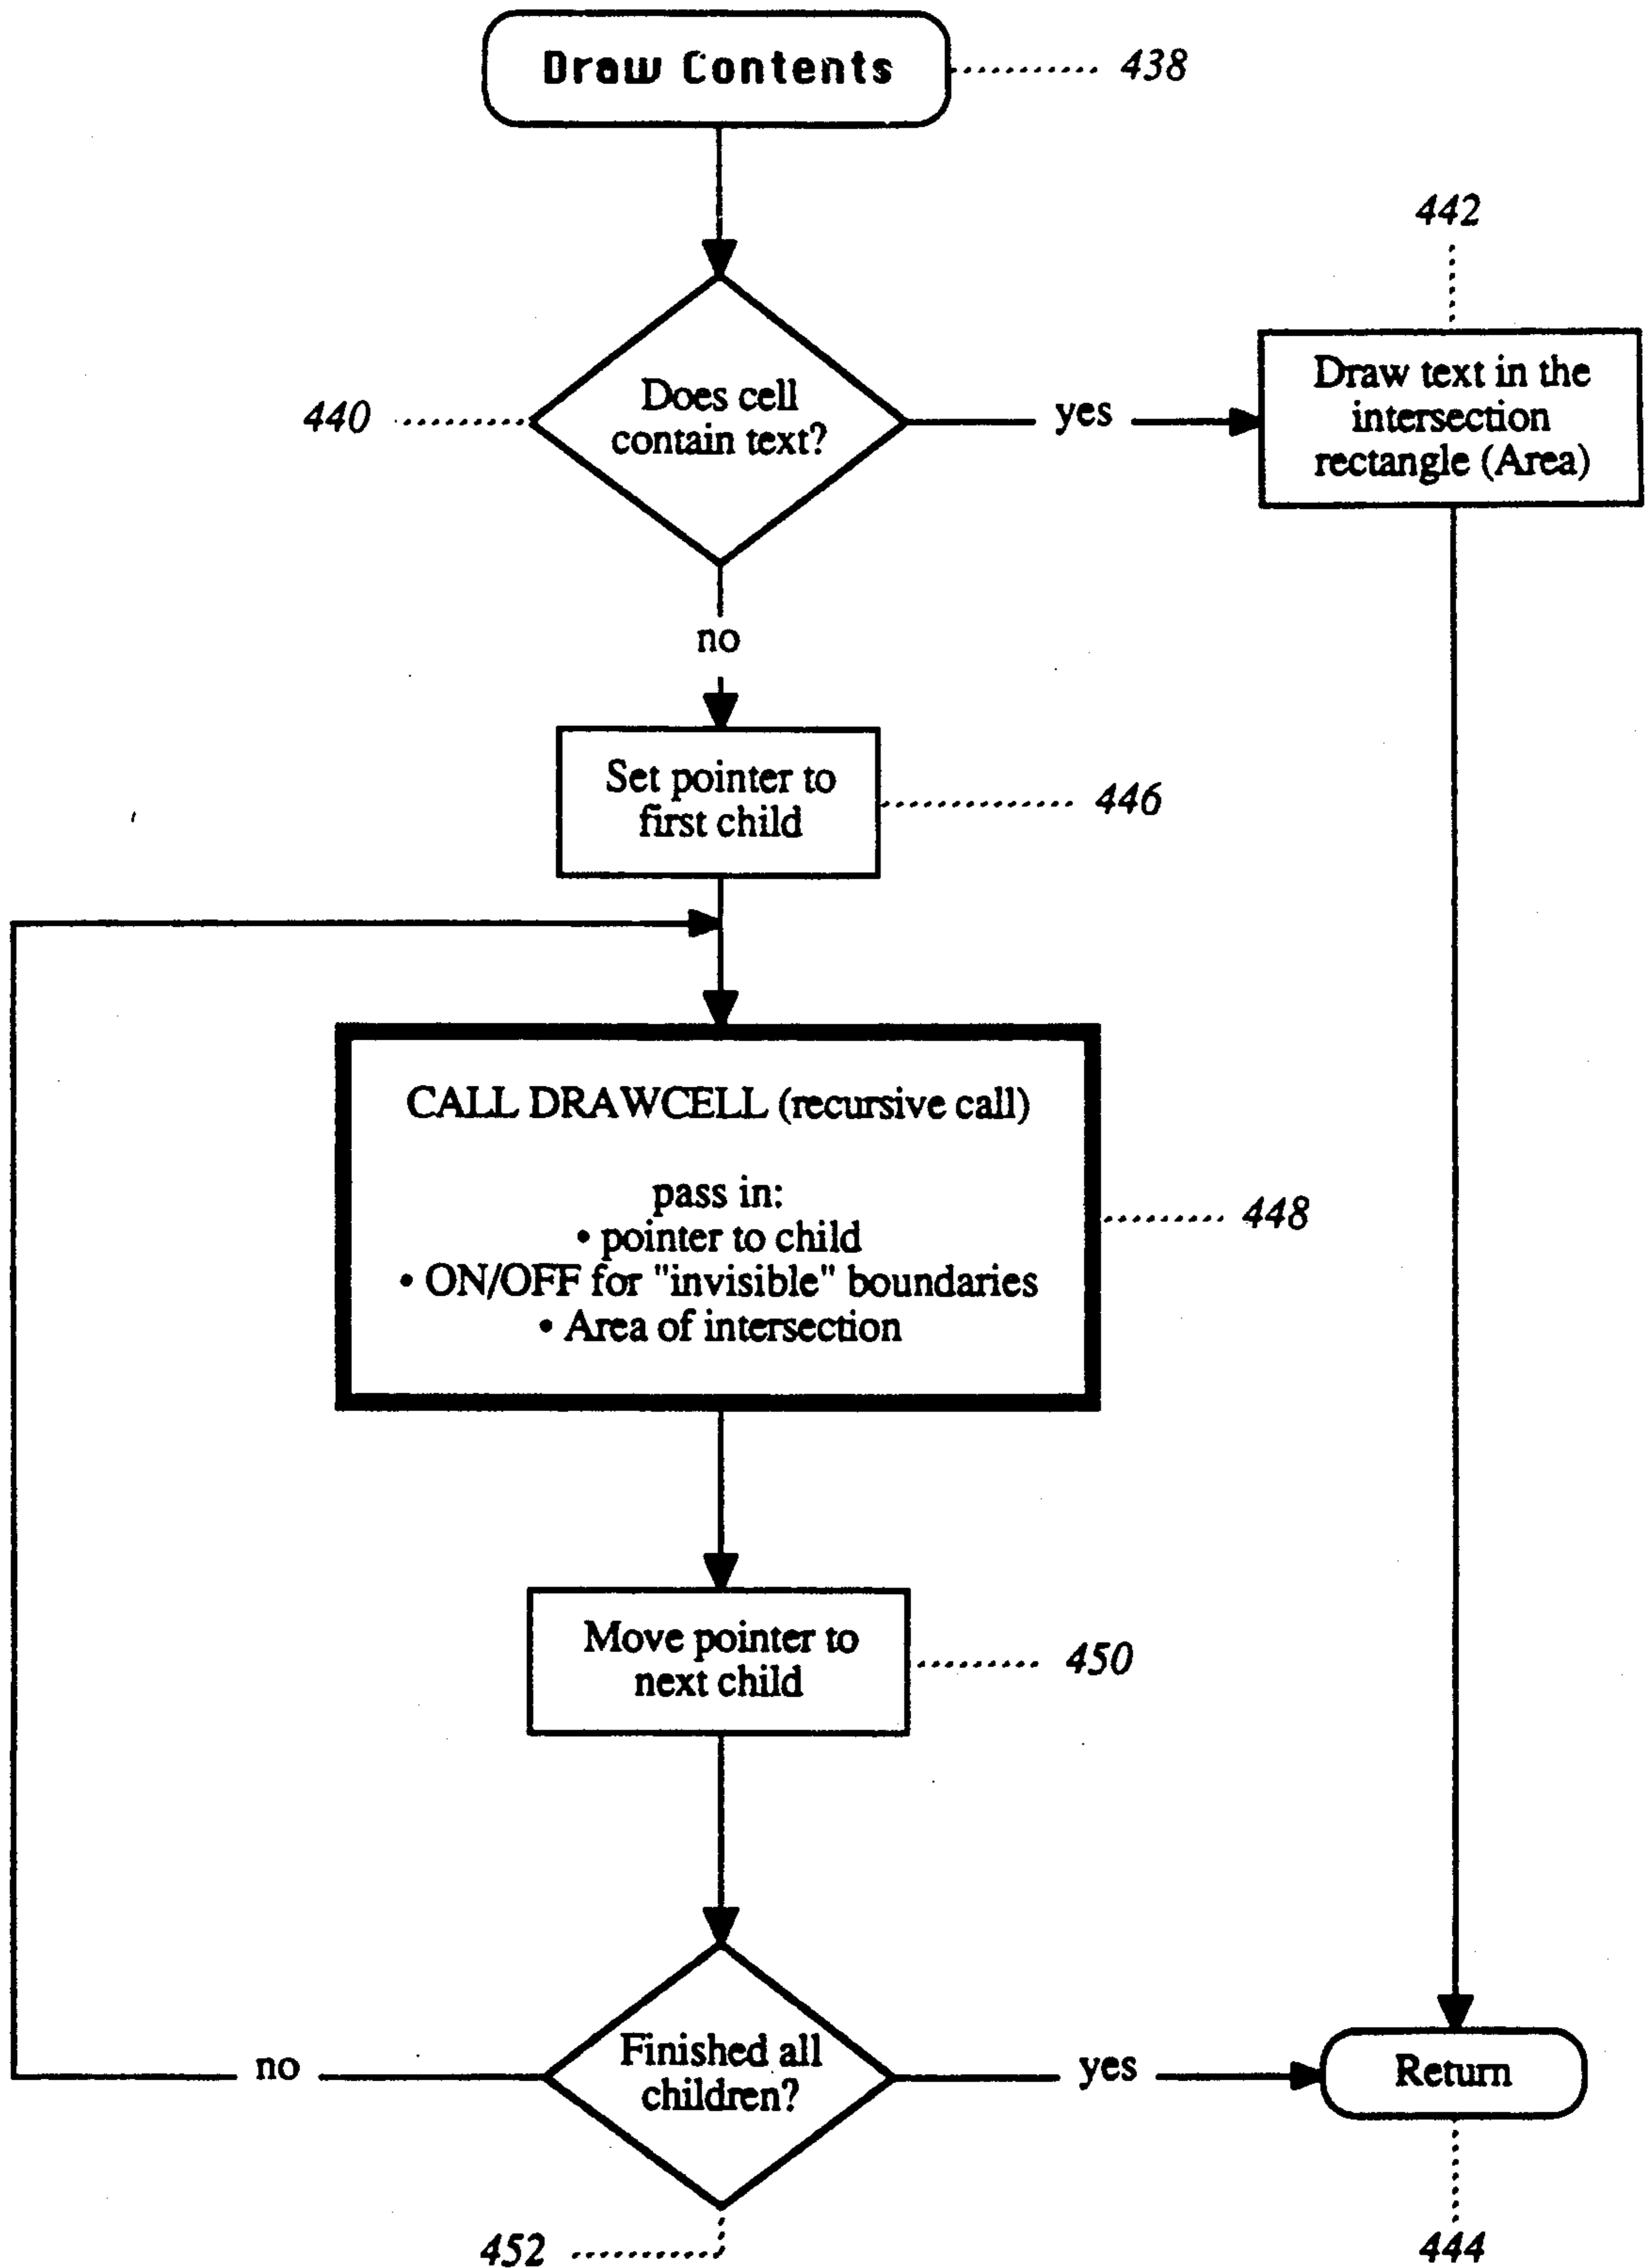 Draw Contents
438
442
440
Does cell
contain text?
yes
Draw text in the
intersection
rectangle (Area)
no
Set pointer to
first child
446
CALL DRAWCELL (recursive call)
pass in:
• pointer to child
• ON/OFF for "invisible" boundaries
• Area of intersection
448
Move pointer to
next child
450
no
Finished all
children?
yes
Return
452
444